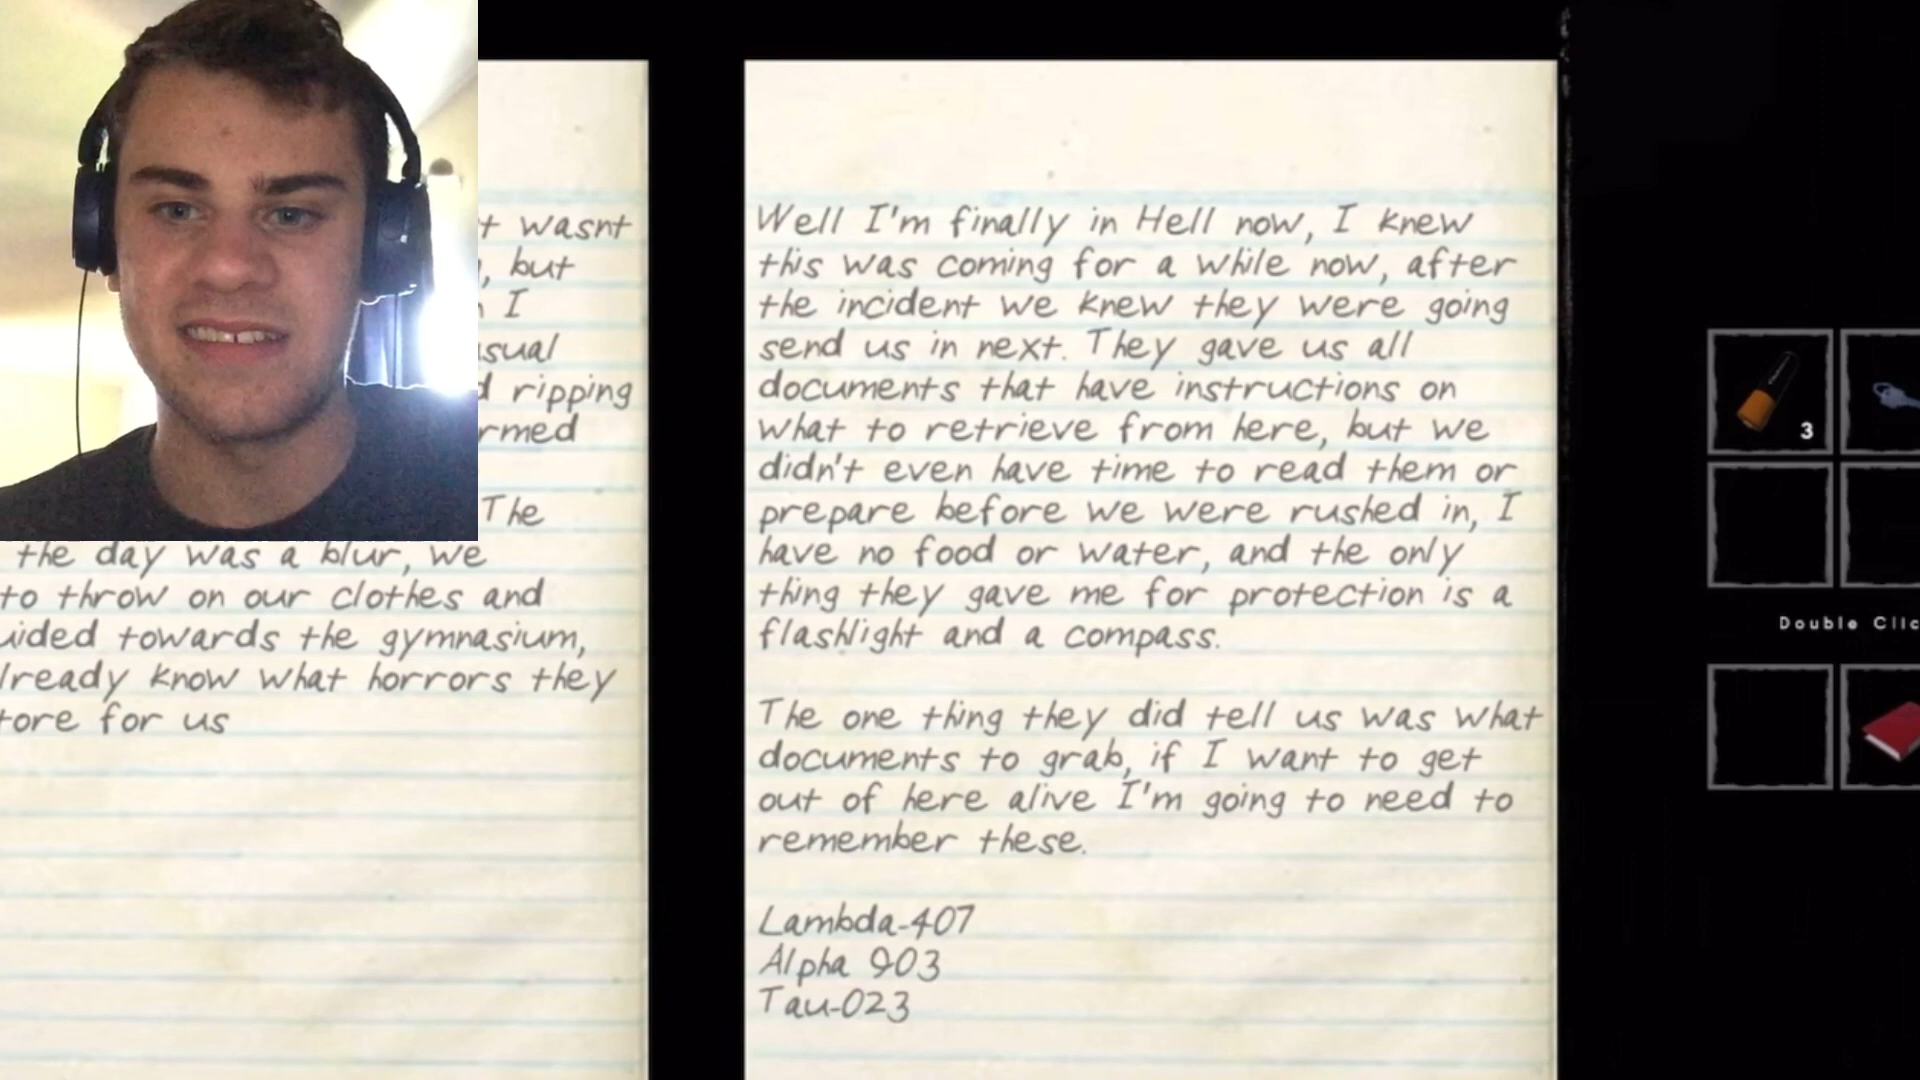 t wasnt
, but
I
sual
d ripping
rmed
The
the day was a blur, we
to throw on our clothes and
uided towards the gymnasium,
lready know what horrors they
tore for us
Well I'm finally in Hell now, I knew
this was coming for a while now, after
the incident we knew they were going
send us in next. They gave us all
documents that have instructions on
what to retrieve from here, but we
didn't even have time to read them or
prepare before we were rushed in, I
have no food or water, and the only
thing they gave me for protection is a
flashlight and a compass.
The one thing they did tell us was what
documents to grab, if I want to get
out of here alive I'm going to need to
remember these.
Lambda-407
Alpha 903
Tau-023
3
Double Clic